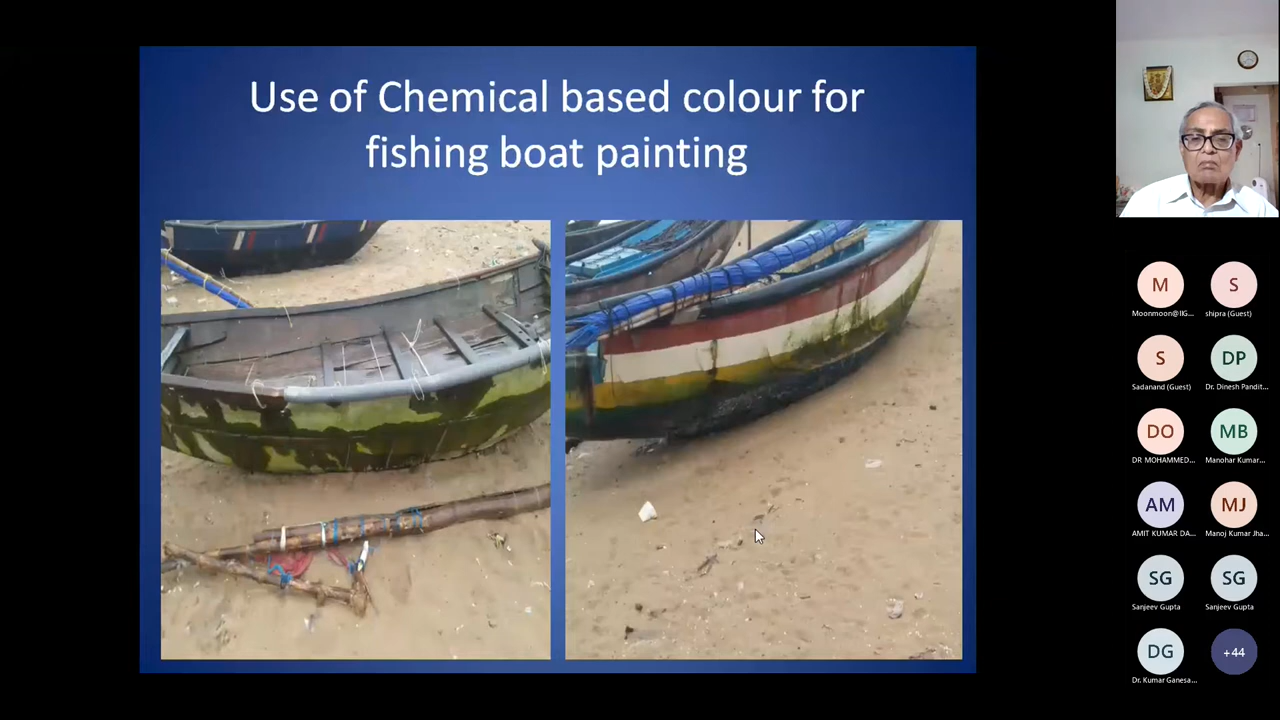 Use of Chemical based colour for
fishing boat painting
M
Moonmoon@IIG...
S
shipra (Guest)
S
Sadanand (Guest)
DP
Dr. Dinesh Pandit...
DO
DR MOHAMMED...
MB
Manohar Kumar...
AM
AMIT KUMAR DA...
MJ
Manoj Kumar Jha...
SG
Sanjeev Gupta
SG
Sanjeev Gupta
DG
Dr. Kumar Ganesa...
+44